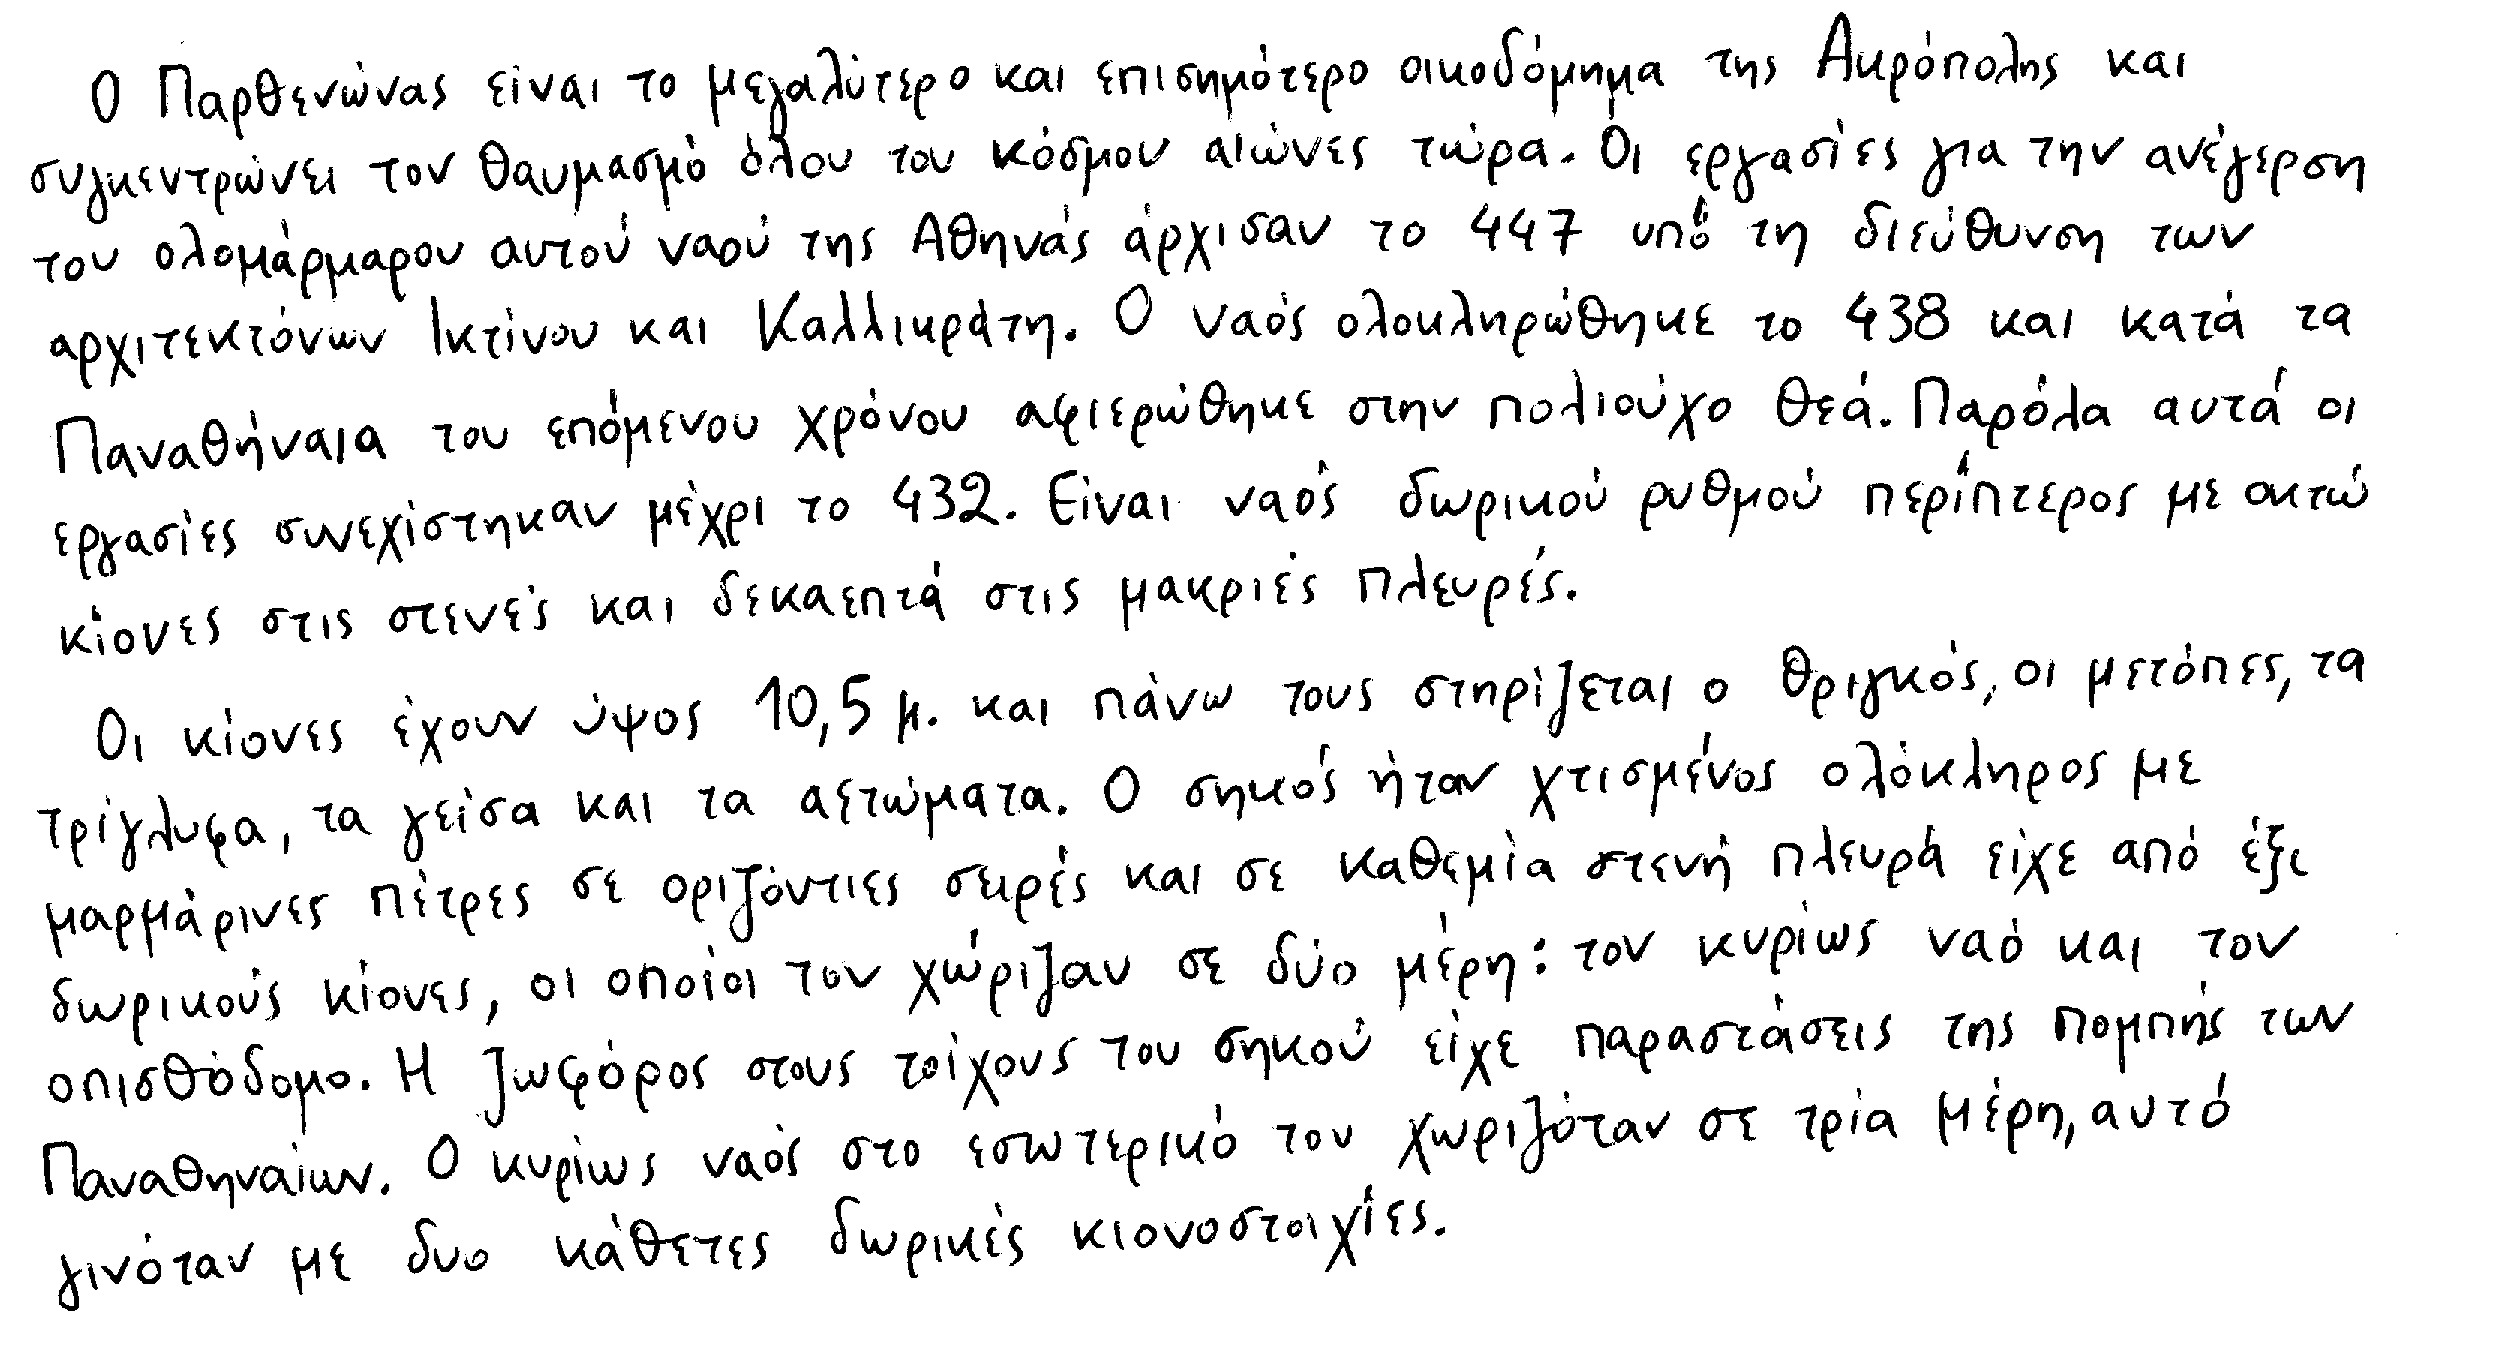 Ο Παρθενώνας είναι το μεγαλύτερο και επισημότερο οικοδόμημα της Ακρόπολης και
συγκεντρώνει τον θαυμασμό όλου του κόσμου αιώνες τώρα. Οι εργασίες για την ανέγερση
του ολομάρμαρου αυτού ναού της Αθηνάς άρχισαν το 447 υπό τη διεύθυνση των
αρχιτεκτόνων Ικτίνου και Καλλικράτη. Ο ναός ολοκληρώθηκε το 438 και κατά τα
Παναθήναια του επόμενου χρόνου αφιερώθηκε στην πολιούχο θεά. Παρόλα αυτά οι
εργασίες συνεχίστηκαν μέχρι το 432. Είναι ναός δωρικού ρυθμού περίπτερος με οκτώ
κίονες στις στενές και δεκαεπτά στις μακριές πλευρές.
Οι κίονες έχουν ύψος 10,5 μ. και πάνω τους στηρίζεται ο θριγκός, οι μετόπες, τα
τρίγλυφα, τα γείσα και τα αετώματα. Ο σηκός ήταν χτισμένος ολόκληρος με
μαρμάρινες πέτρες σε οριζόντιες σειρές και σε καθεμία στενή πλευρά είχε από έξι
δωρικούς κίονες, οι οποίοι τον χώριζαν σε δύο μέρη: τον κυρίως ναό και τον
οπισθόδομο. Η ζωφόρος στους τοίχους του σηκού είχε παραστάσεις της πομπής των
Παναθηναίων. Ο κυρίως ναός στο εσωτερικό του χωριζόταν σε τρία μέρη, αυτό
γινόταν με δυο κάθετες δωρικές κιονοστοιχίες.